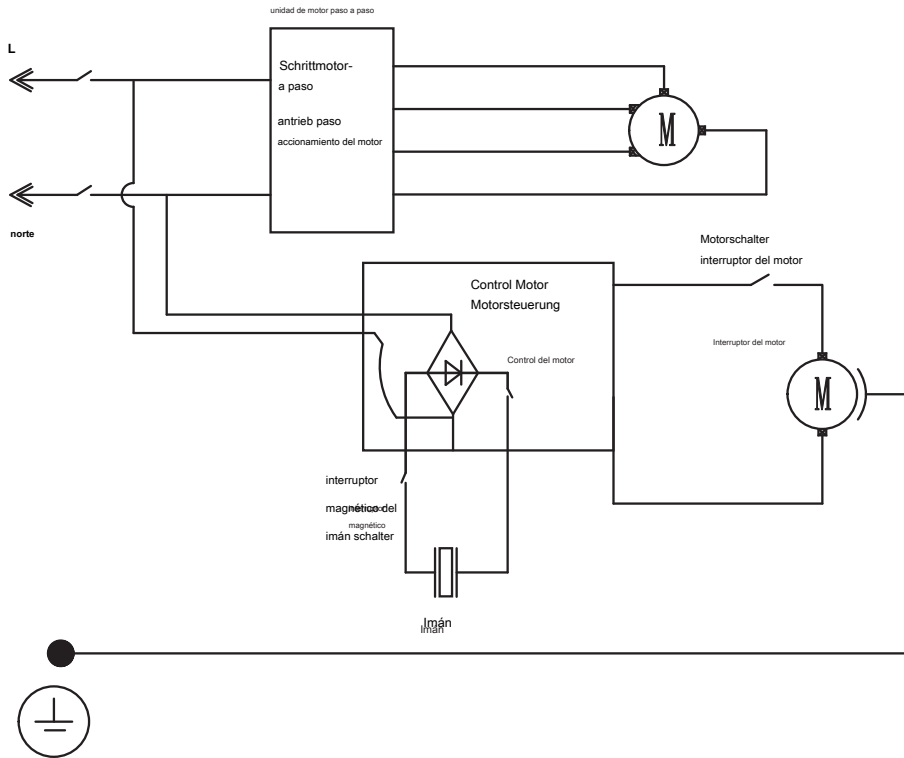 unidad de motor paso a paso
L
Schrittmotor-
a paso
antrieb paso
accionamiento del motor
M
norte
Motorschalter
interruptor del motor
Control Motor
Motorsteuerung
Control del motor
Interruptor del motor
M
interruptor
magnético del
magnético
imán schalter
Imán
Imán